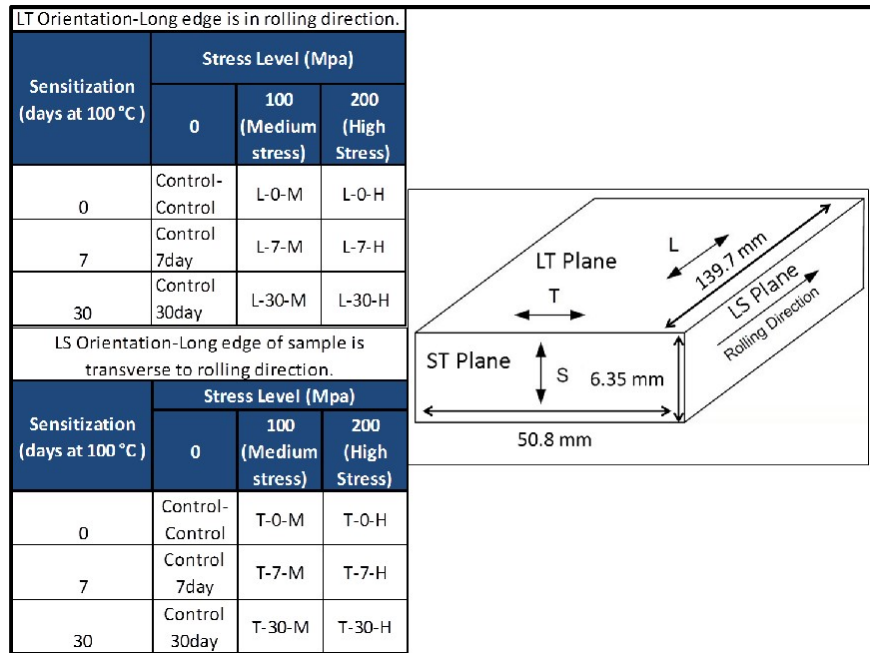 LT Orientation-Long edge is in rolling direction.
Sensitization
(days at 100 °C )
Stress Level (Mpa)
0
100
(Medium
stress)
200
(High
Stress)
0
Control-
Control
L-0-M
L-0-H
7
Control
7day
L-7-M
L-7-H
30
Control
30day
L-30-M
L-30-H
LS Orientation-Long edge of sample is
transverse to rolling direction.
Sensitization
(days at 100 °C )
Stress Level (Mpa)
0
100
(Medium
stress)
200
(High
Stress)
0
Control-
Control
T-0-M
T-0-H
7
Control
7day
T-7-M
T-7-H
30
Control
30day
T-30-M
T-30-H
LT Plane
L
139.7 mm
T
LS Plane
Rolling Direction
ST Plane
S
6.35 mm
50.8 mm